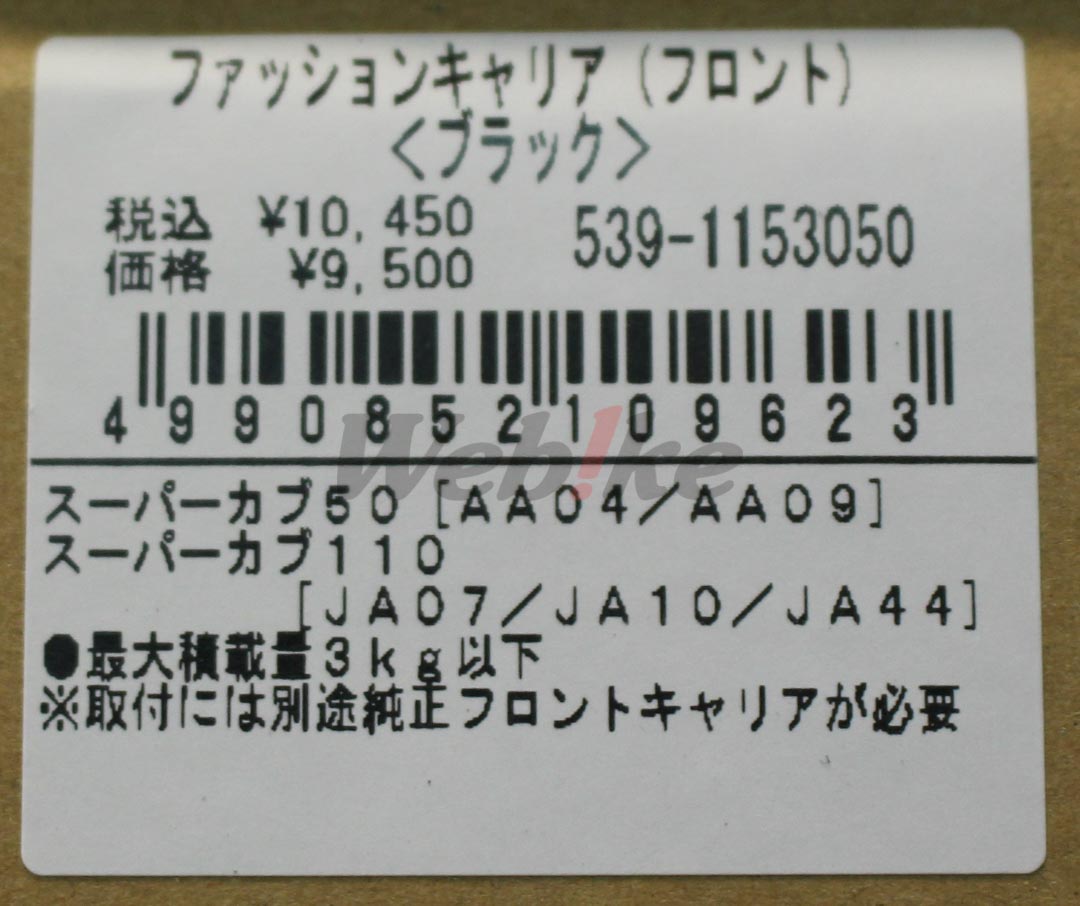 ファッションキャリア(フロント)
<ブラック>
税込 ¥10,450
価格 ¥9,500
539-1153050
4990852109623
Web!ke
スーパーカブ50[AA04/AA09]
スーパーカブ110
[JA07/JA10/JA44]
●最大積載量3kg以下
※取付には別途純正フロントキャリアが必要